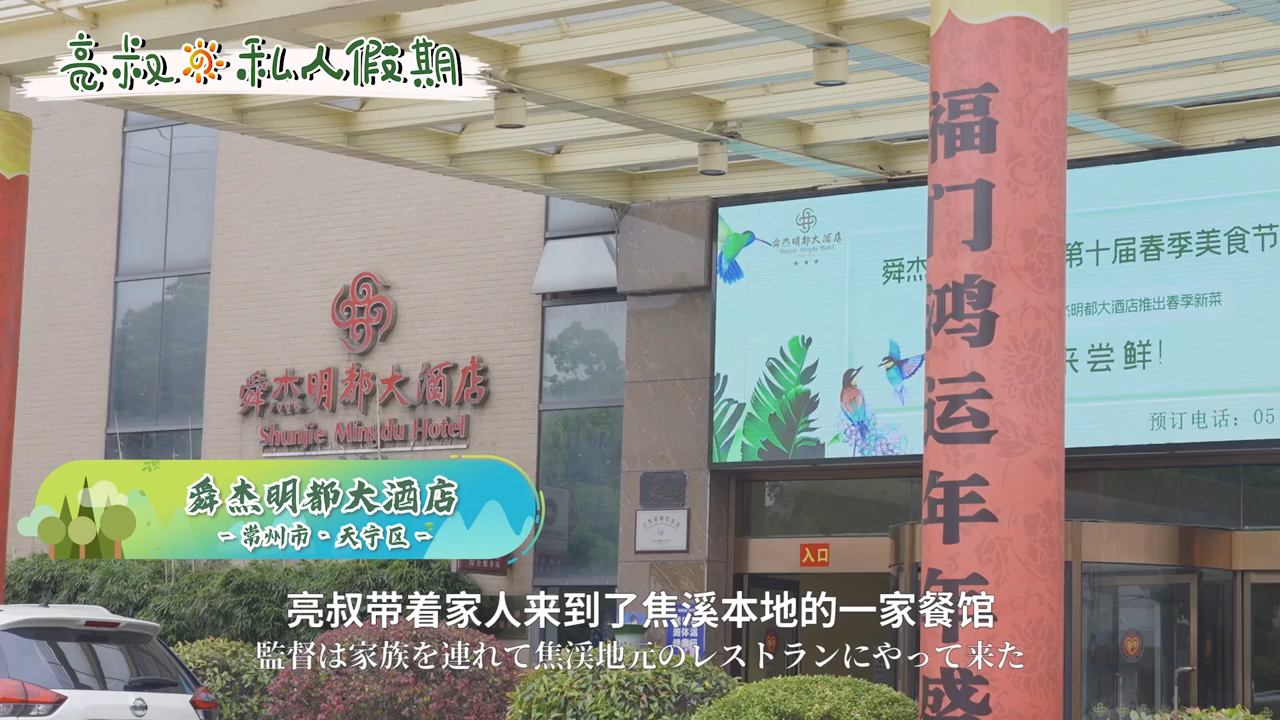 亮叔の私人假期
福门鸿运年年盛
舜杰明都大酒店
Shunjie Mingdu Hotel
★★★
舜杰
第十届春季美食节
杰明都大酒店推出春季新菜
来尝鲜!
预订电话:05
舜杰明都大酒店
Shunjie Mingdu Hotel
舜杰明都大酒店
-常州市·天宁区-
入口
亮叔带着家人来到了焦溪本地的一家餐馆
監督は家族を連れて焦渓地元のレストランにやって来た